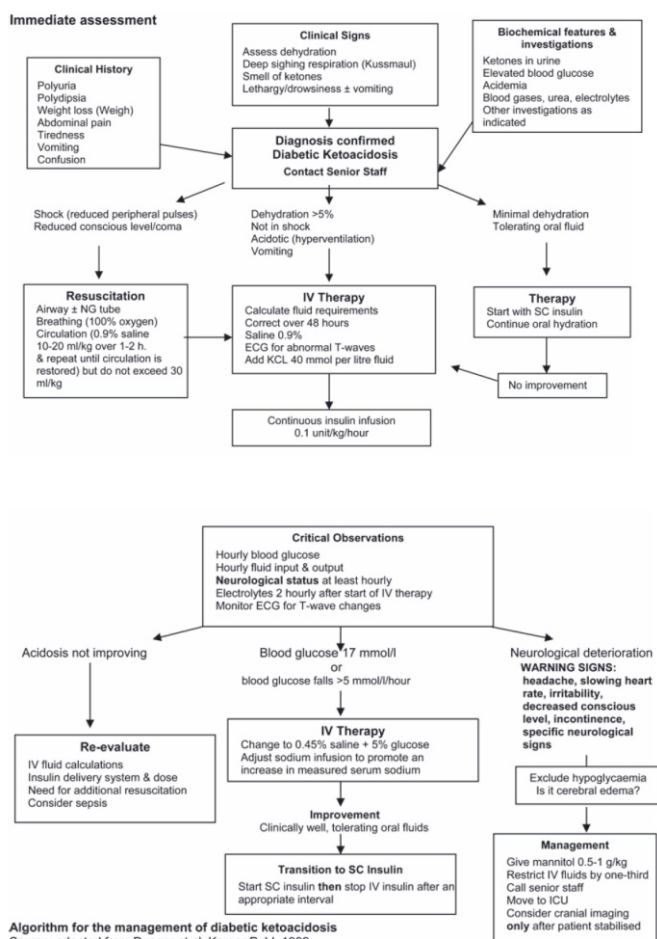 Immediate assessment
Clinical History
Polyuria
Polydipsia
Weight loss (Weigh)
Abdominal pain
Tiredness
Vomiting
Confusion
Clinical Signs
Assess dehydration
Deep sighing respiration (Kussmaul)
Smell of ketones
Lethargy/drowsiness ± vomiting
Biochemical features &
investigations
Ketones in urine
Elevated blood glucose
Acidemia
Blood gases, urea, electrolytes
Other investigations as
indicated
Diagnosis confirmed
Diabetic Ketoacidosis
Contact Senior Staff
Shock (reduced peripheral pulses)
Reduced conscious level/coma
Dehydration >5%
Not in shock
Acidotic (hyperventilation)
Vomiting
Minimal dehydration
Tolerating oral fluid
Resuscitation
Airway ± NG tube
Breathing (100% oxygen)
Circulation (0.9% saline
10-20 ml/kg over 1-2 h.
& repeat until circulation is
restored) but do not exceed 30
ml/kg
IV Therapy
Calculate fluid requirements
Correct over 48 hours
Saline 0.9%
ECG for abnormal T-waves
Add KCL 40 mmol per litre fluid
Therapy
Start with SC insulin
Continue oral hydration
No improvement
Continuous insulin infusion
0.1 unit/kg/hour
Critical Observations
Hourly blood glucose
Hourly fluid input & output
Neurological status at least hourly
Electrolytes 2 hourly after start of IV therapy
Monitor ECG for T-wave changes
Acidosis not improving
Blood glucose 17 mmol/l
or
blood glucose falls >5 mmol/l/hour
Neurological deterioration
WARNING SIGNS:
headache, slowing heart
rate, irritability,
decreased conscious
level, incontinence,
specific neurological
signs
Re-evaluate
IV fluid calculations
Insulin delivery system & dose
Need for additional resuscitation
Consider sepsis
IV Therapy
Change to 0.45% saline + 5% glucose
Adjust sodium infusion to promote an
increase in measured serum sodium
Exclude hypoglycaemia
Is it cerebral edema?
Improvement
Clinically well, tolerating oral fluids
Transition to SC Insulin
Start SC insulin then stop IV insulin after an
appropriate interval
Management
Give mannitol 0.5-1 g/kg
Restrict IV fluids by one-third
Call senior staff
Move to ICU
Consider cranial imaging
only after patient stabilised
Algorithm for the management of diabetic ketoacidosis